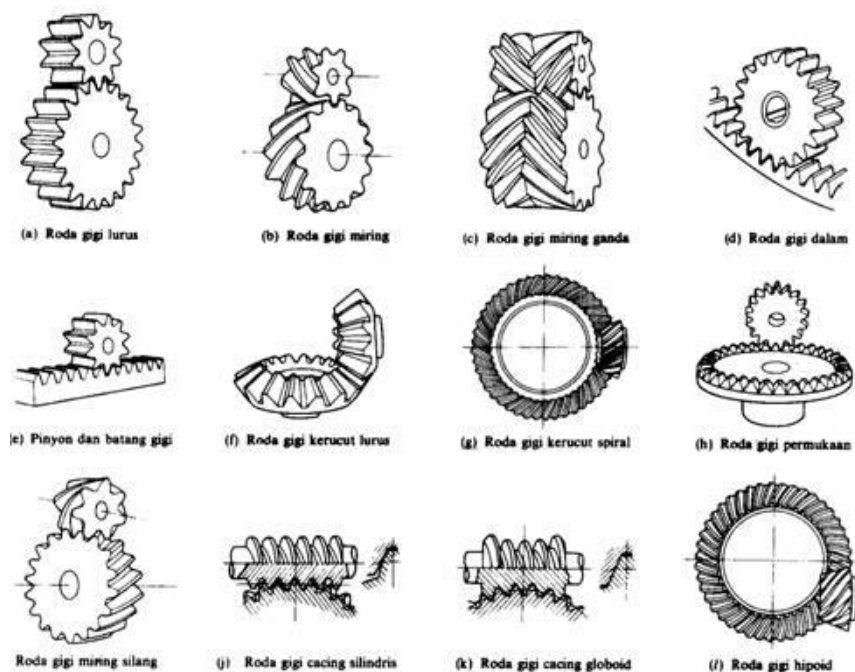 (a) Roda gigi lurus
(b) Roda gigi miring
(c) Roda gigi miring ganda
(d) Roda gigi dalam
(e) Pinyon dan batang gigi
(f) Roda gigi kerucut lurus
(g) Roda gigi kerucut spiral
(h) Roda gigi permukaan
Roda gigi miring silang
(j) Roda gigi cacing silindris
(k) Roda gigi cacing globoid
(l) Roda gigi hipoid